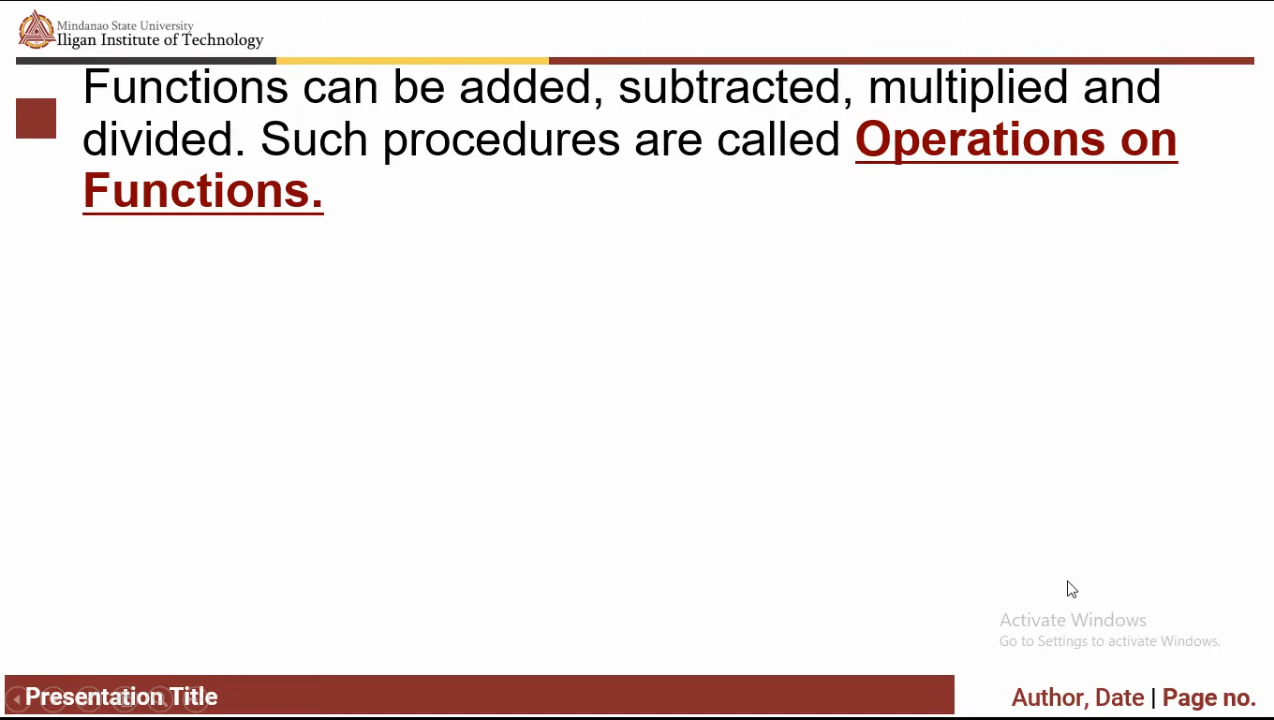 Mindanao State University
Iligan Institute of Technology
Functions can be added, subtracted, multiplied and
divided. Such procedures are called Operations on
Functions.
Activate Windows
Go to Settings to activate Windows.
Presentation Title
Author, Date | Page no.